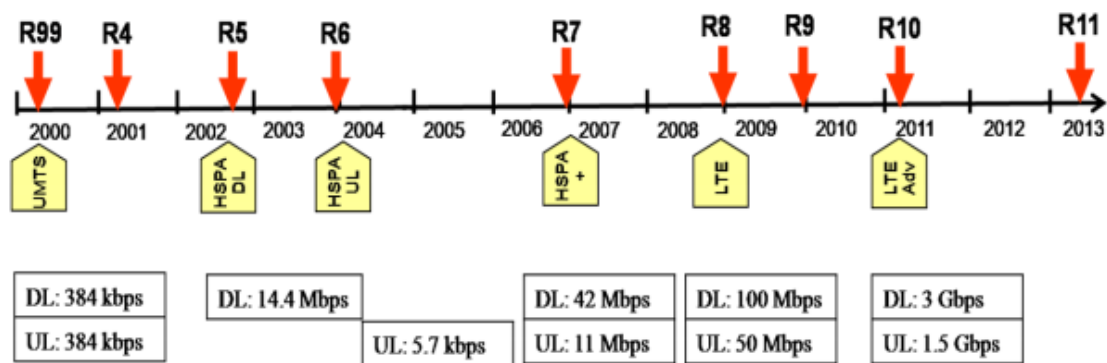 R99 R4 R5 R6 R7 R8 R9 R10 R11
2000 2001 2002 2003 2004 2005 2006 2007 2008 2009 2010 2011 2012 2013
UMTS
HSPA
DL
HSPA
UL
HSPA
+
LTE
LTE
Adv
DL: 384 kbps
UL: 384 kbps
DL: 14.4 Mbps
UL: 5.7 kbps
DL: 42 Mbps
UL: 11 Mbps
DL: 100 Mbps
UL: 50 Mbps
DL: 3 Gbps
UL: 1.5 Gbps